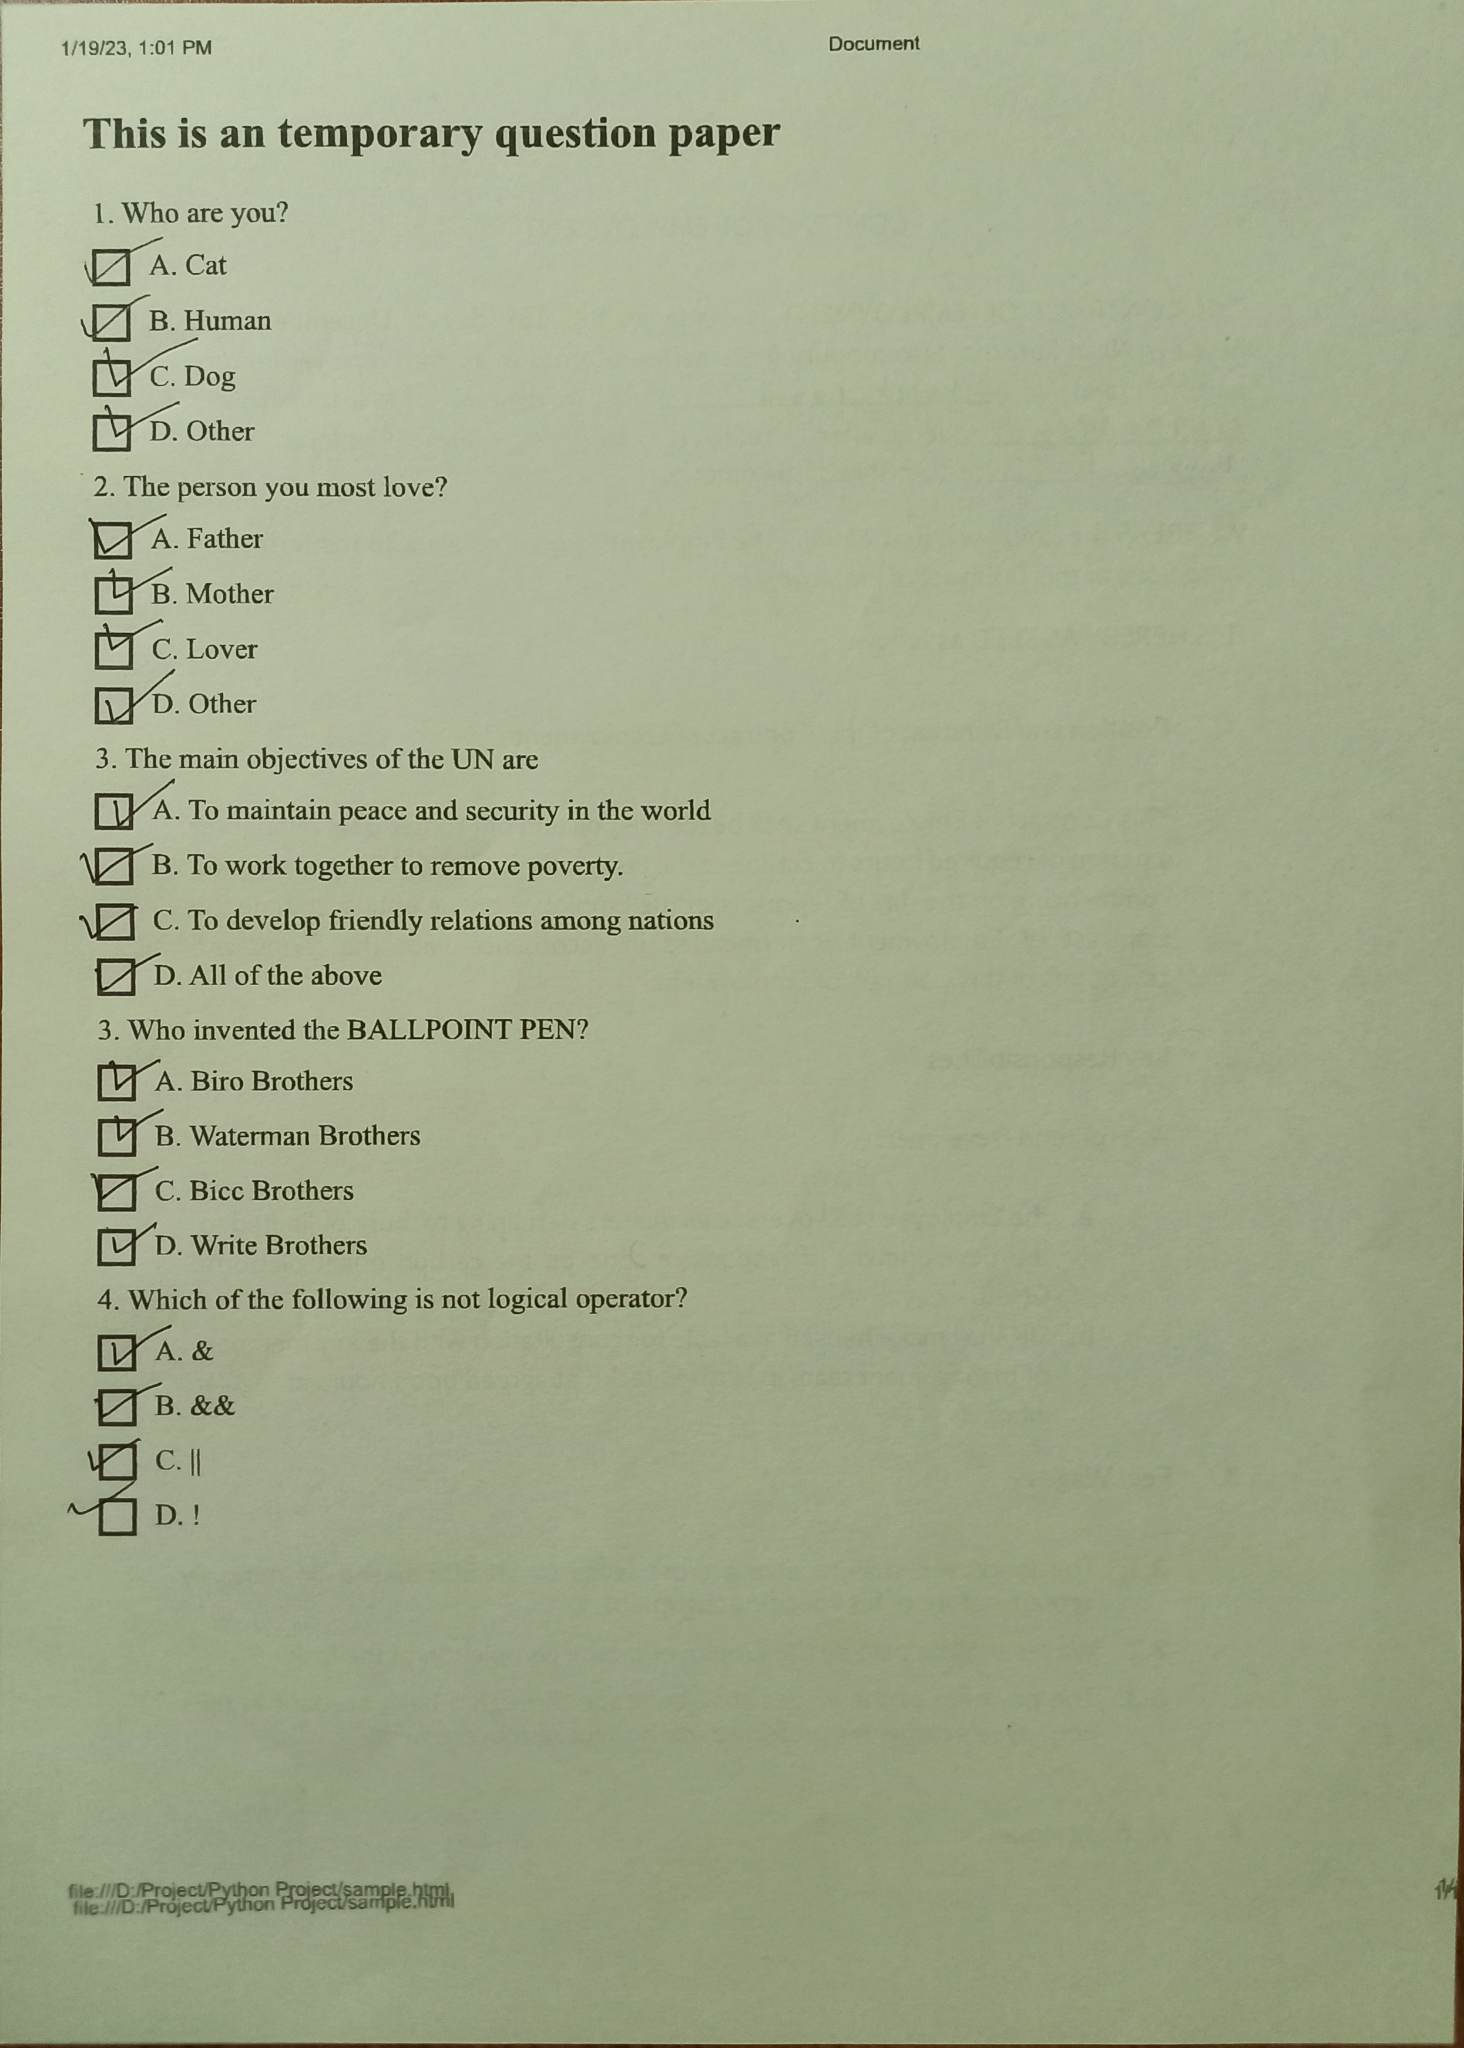 1/19/23, 1:01 PM
Document
This is an temporary question paper
1. Who are you?
A. Cat
B. Human
C. Dog
D. Other
2. The person you most love?
A. Father
B. Mother
C. Lover
D. Other
3. The main objectives of the UN are
A. To maintain peace and security in the world
B. To work together to remove poverty.
C. To develop friendly relations among nations
D. All of the above
3. Who invented the BALLPOINT PEN?
A. Biro Brothers
B. Waterman Brothers
C. Bicc Brothers
D. Write Brothers
4. Which of the following is not logical operator?
A. &
B. &&
C. ||
D. !
file:///D:/Project/Python Project/sample.html
file:///D:/Project/Python Project/sample.html